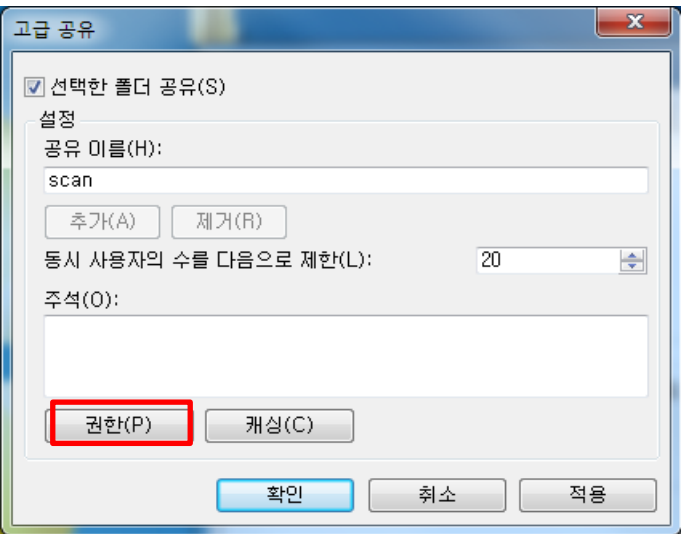 고급 공유
선택한 폴더 공유(S)
설정
공유 이름(H):
scan
추가(A) 제거(R)
동시 사용자의 수를 다음으로 제한(L): 20
주석(O):
권한(P) 캐싱(C)
확인 취소 적용